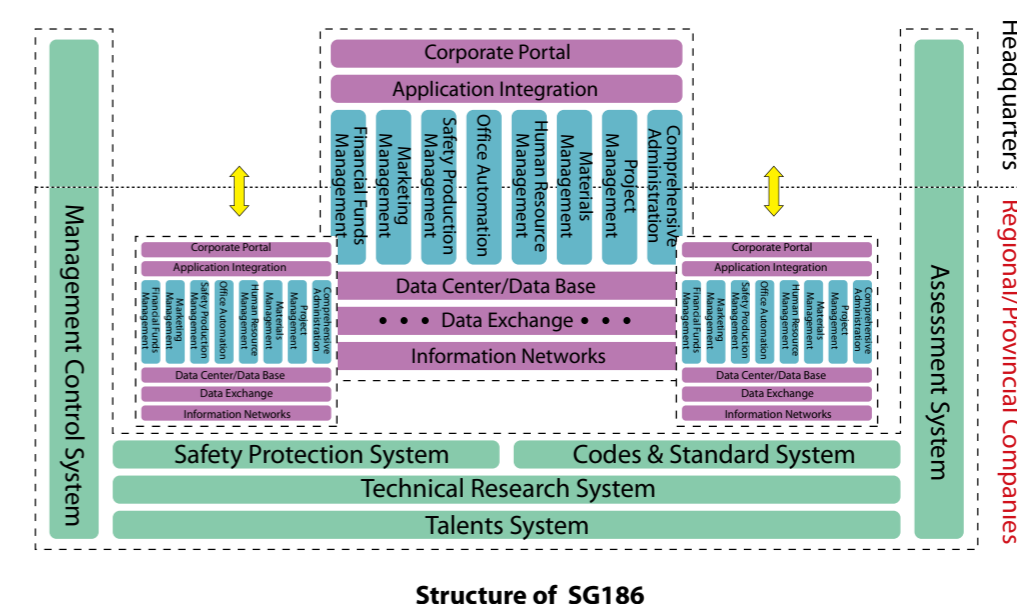 Headquarters
Regional/Provincial Companies
Management Control System
Assessment System
Corporate Portal
Application Integration
Financial Funds
Management
Marketing
Management
Safety Production
Management
Office Automation
Human Resource
Management
Materials
Management
Project
Management
Comprehensive
Administration
Data Center/Data Base
• • • Data Exchange • • •
Information Networks
Corporate Portal
Application Integration
Financial Funds
Management
Marketing
Management
Safety Production
Management
Office Automation
Human Resource
Management
Materials
Management
Project
Management
Comprehensive
Administration
Data Center/Data Base
Data Exchange
Information Networks
Corporate Portal
Application Integration
Financial Funds
Management
Marketing
Management
Safety Production
Management
Office Automation
Human Resource
Management
Materials
Management
Project
Management
Comprehensive
Administration
Data Center/Data Base
Data Exchange
Information Networks
Safety Protection System
Codes & Standard System
Technical Research System
Talents System
Structure of SG186